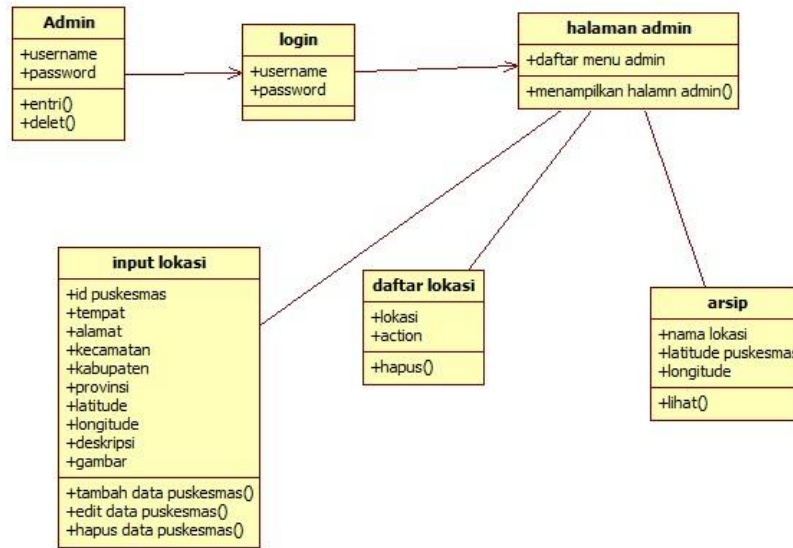 Admin
+username
+password
+entri()
+delet()
login
+username
+password
halaman admin
+daftar menu admin
+menampilkan halamn admin()
input lokasi
+id puskesmas
+tempat
+alamat
+kecamatan
+kabupaten
+provinsi
+latitude
+longitude
+deskripsi
+gambar
+tambah data puskesmas()
+edit data puskesmas()
+hapus data puskesmas()
daftar lokasi
+lokasi
+action
+hapus()
arsip
+nama lokasi
+latitude puskesmas
+longitude
+lihat()